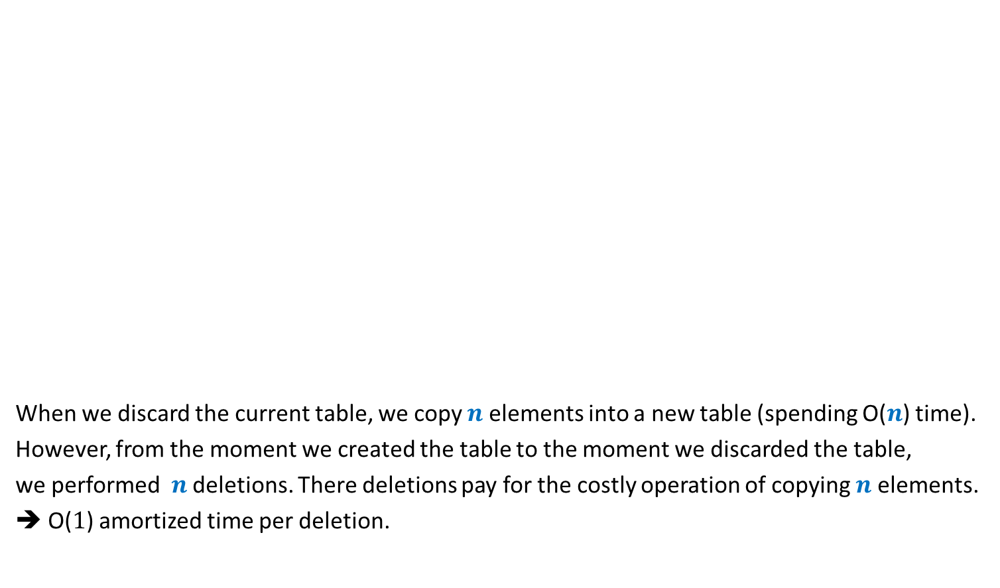 When we discard the current table, we copy n elements into a new table (spending O(n) time).
However, from the moment we created the table to the moment we discarded the table,
we performed n deletions. There deletions pay for the costly operation of copying n elements.
➔ O(1) amortized time per deletion.